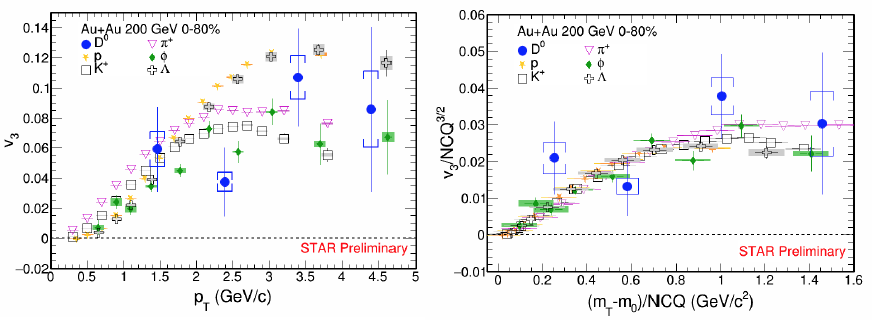 Au+Au 200 GeV 0-80%
D⁰ π⁺
p φ
K⁺ Λ
v₃
0.14
0.12
0.1
0.08
0.06
0.04
0.02
0
−0.02
STAR Preliminary
0 0.5 1 1.5 2 2.5 3 3.5 4 4.5 5
p_T (GeV/c)
Au+Au 200 GeV 0-80%
D⁰ π⁺
p φ
K⁺ Λ
v₃/NCQ³ᐟ²
0.06
0.05
0.04
0.03
0.02
0.01
0
−0.01
STAR Preliminary
0 0.2 0.4 0.6 0.8 1 1.2 1.4 1.6
(m_T-m₀)/NCQ (GeV/c²)